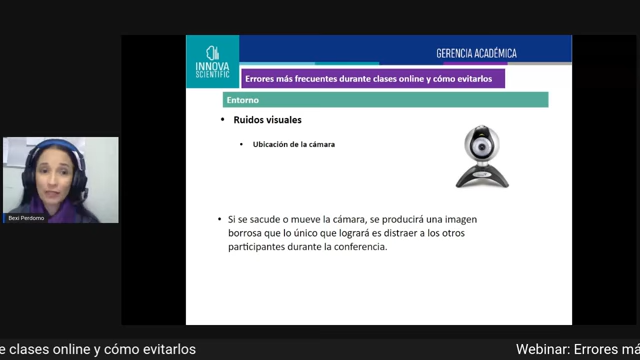 INNOVA
SCIENTIFIC
GERENCIA ACADÉMICA
Errores más frecuentes durante clases online y cómo evitarlos
Entorno
• Ruidos visuales
• Ubicación de la cámara
• Si se sacude o mueve la cámara, se producirá una imagen
borrosa que lo único que logrará es distraer a los otros
participantes durante la conferencia.
Bexi Perdomo
e clases online y cómo evitarlos
Webinar: Errores má